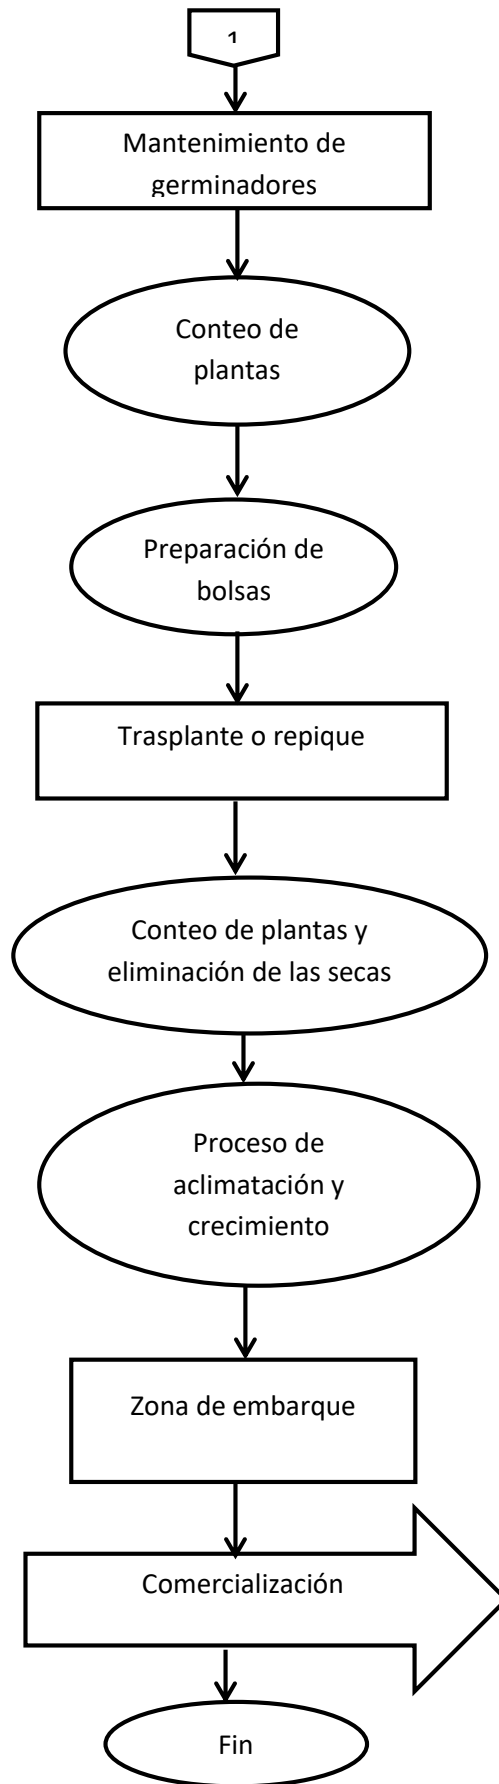 1
Mantenimiento de
germinadores
Conteo de
plantas
Preparación de
bolsas
Trasplante o repique
Conteo de plantas y
eliminación de las secas
Proceso de
aclimatación y
crecimiento
Zona de embarque
Comercialización
Fin